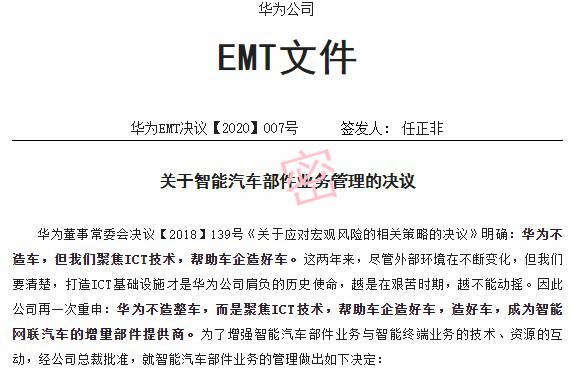 华为公司
EMT文件
华为EMT决议【2020】007号 签发人： 任正非
密
关于智能汽车部件业务管理的决议
华为董事常委会决议【2018】139号《关于应对宏观风险的相关策略的决议》明确：华为不
造车，但我们聚焦ICT技术，帮助车企造好车。这两年来，尽管外部环境在不断变化，但我们
要清楚，打造ICT基础设施才是华为公司肩负的历史使命，越是在艰苦时期，越不能动摇。因此
公司再一次重申：华为不造整车，而是聚焦ICT技术，帮助车企造好车，造好车，成为智能
网联汽车的增量部件提供商。为了增强智能汽车部件业务与智能终端业务的技术、资源的互
动，经公司总裁批准，就智能汽车部件业务的管理做出如下决定：